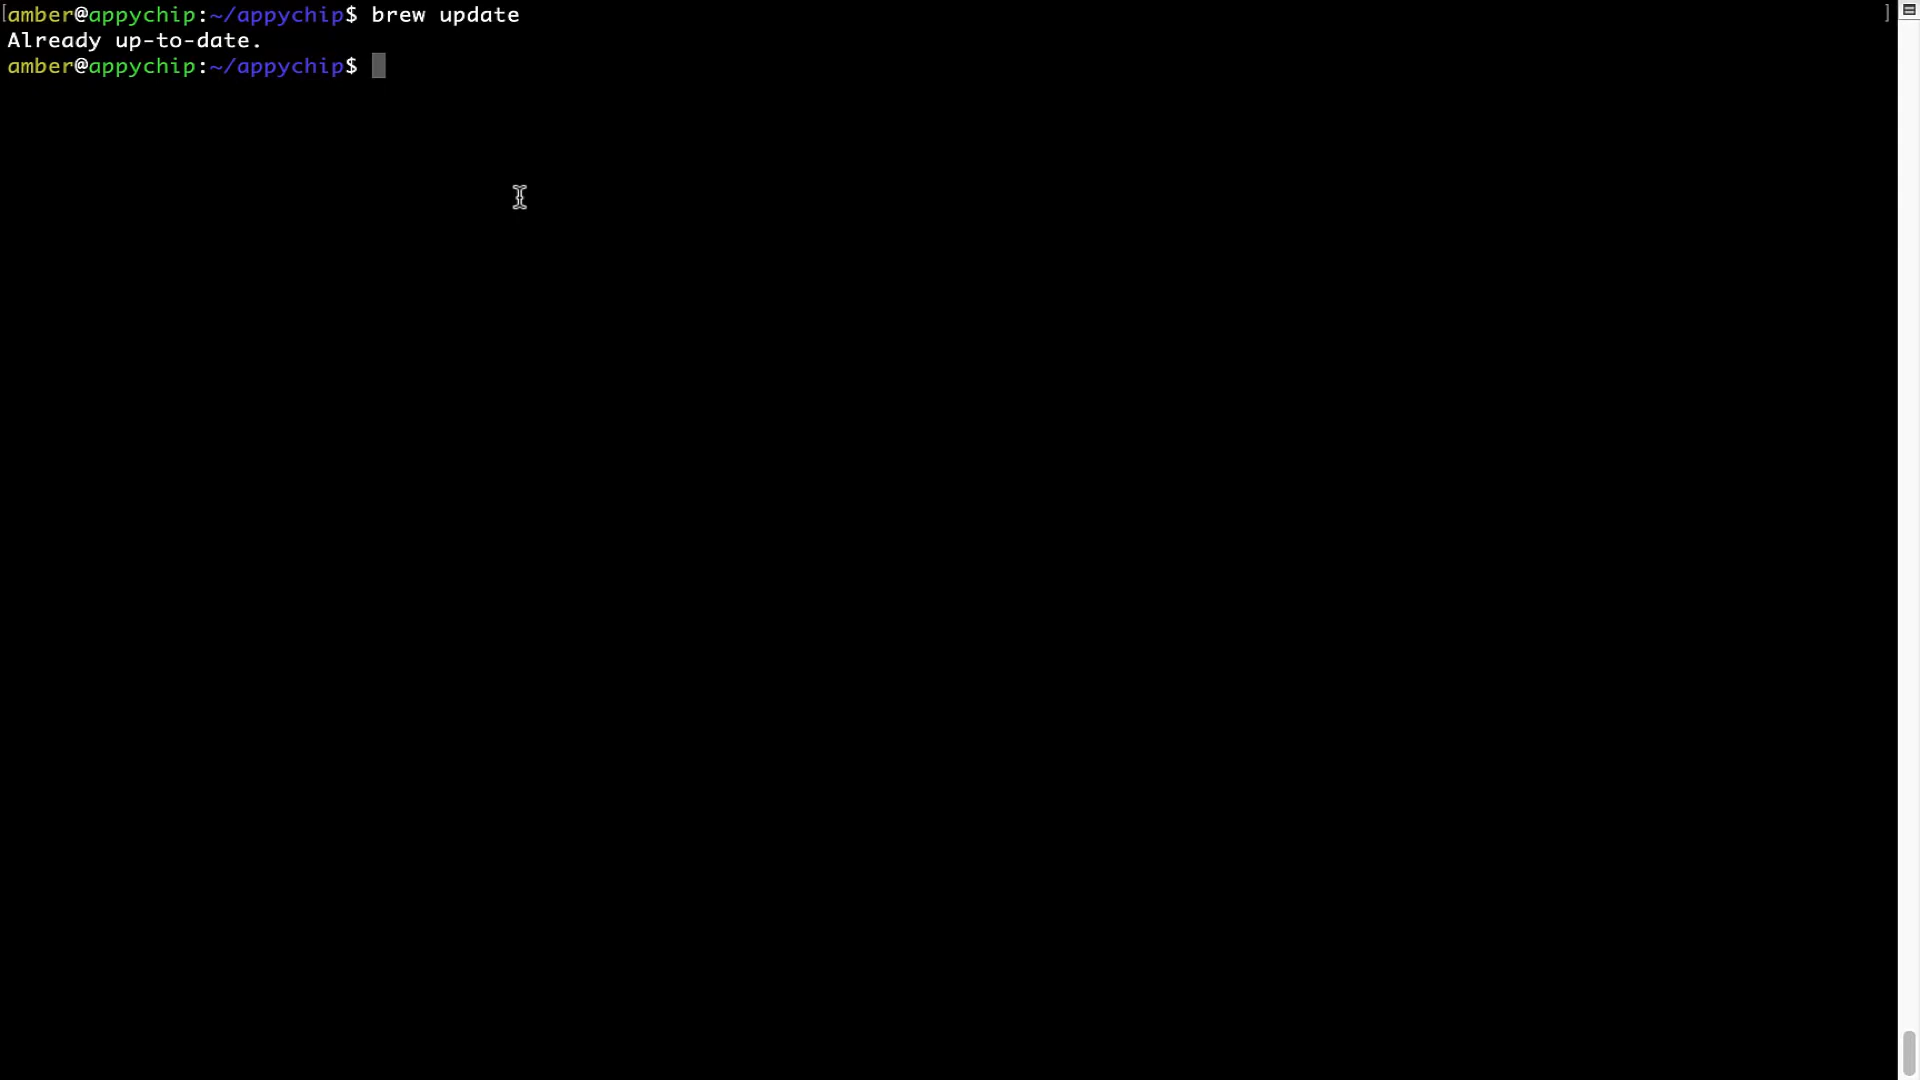 [amber@appychip:~/appychip$ brew update ]
Already up-to-date.
amber@appychip:~/appychip$